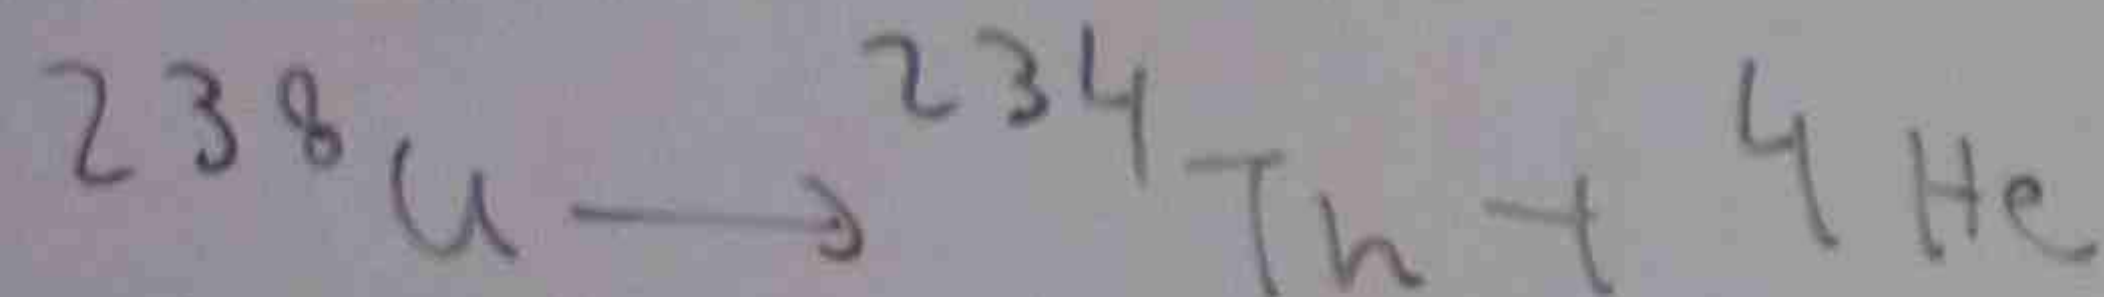 ²³⁸U → ²³⁴Th + ⁴He